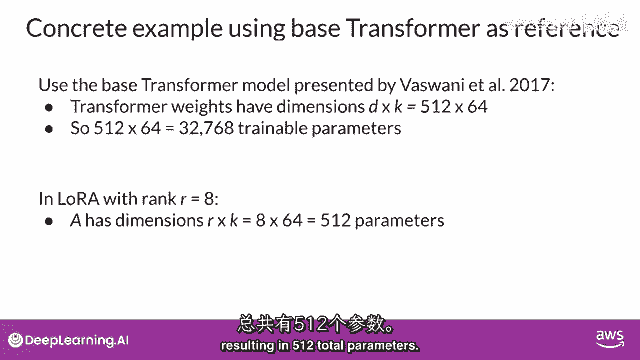 Concrete example using base Transformer as reference
Use the base Transformer model presented by Vaswani et al. 2017:
● Transformer weights have dimensions d x k = 512 x 64
● So 512 x 64 = 32,768 trainable parameters
In LoRA with rank r = 8:
● A has dimensions r x k = 8 x 64 = 512 parameters
总共有512个参数。
resulting in 512 total parameters.
DeepLearning.AI
aws